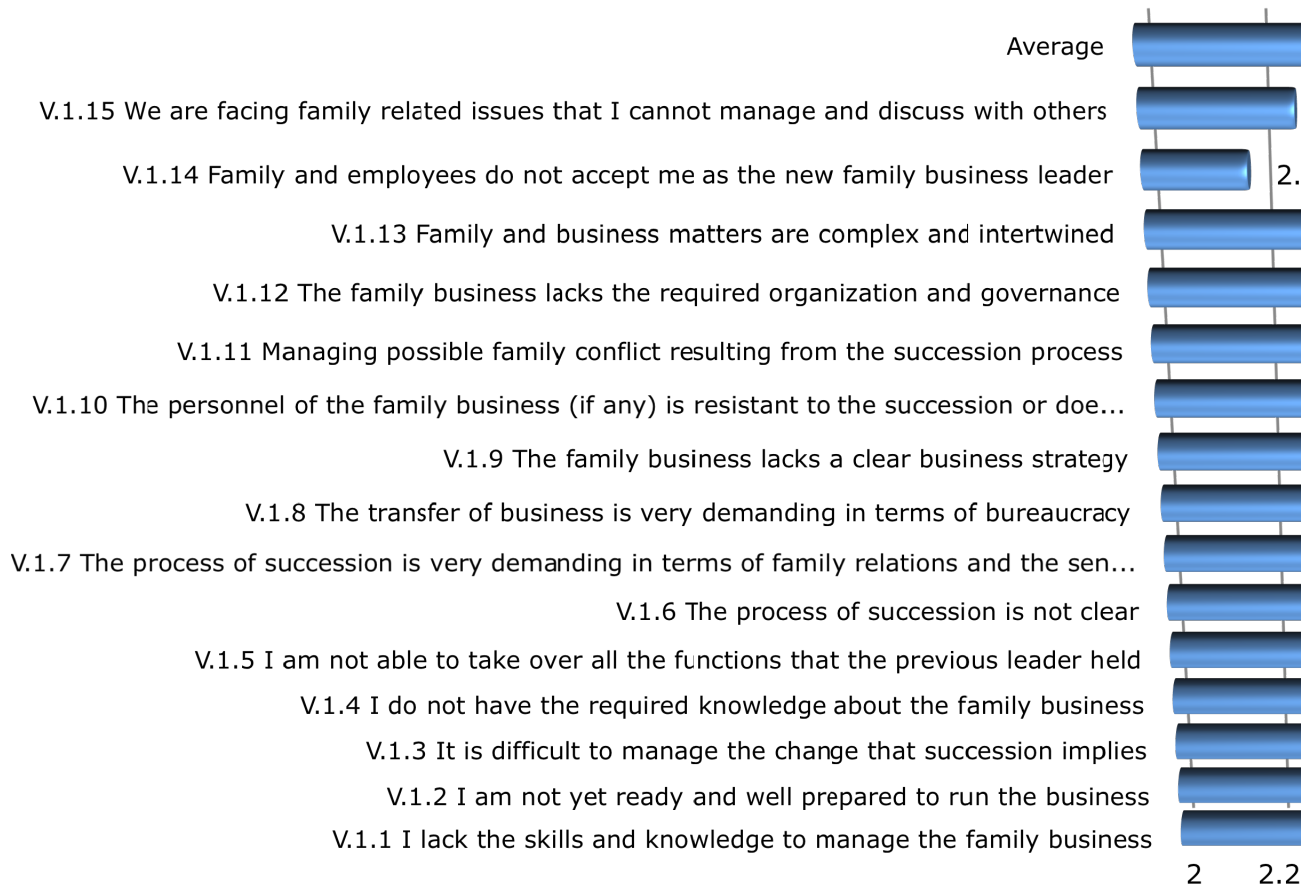 Average
V.1.15 We are facing family related issues that I cannot manage and discuss with others
V.1.14 Family and employees do not accept me as the new family business leader
2.
V.1.13 Family and business matters are complex and intertwined
V.1.12 The family business lacks the required organization and governance
V.1.11 Managing possible family conflict resulting from the succession process
V.1.10 The personnel of the family business (if any) is resistant to the succession or doe...
V.1.9 The family business lacks a clear business strategy
V.1.8 The transfer of business is very demanding in terms of bureaucracy
V.1.7 The process of succession is very demanding in terms of family relations and the sen...
V.1.6 The process of succession is not clear
V.1.5 I am not able to take over all the functions that the previous leader held
V.1.4 I do not have the required knowledge about the family business
V.1.3 It is difficult to manage the change that succession implies
V.1.2 I am not yet ready and well prepared to run the business
V.1.1 I lack the skills and knowledge to manage the family business
2 2.2